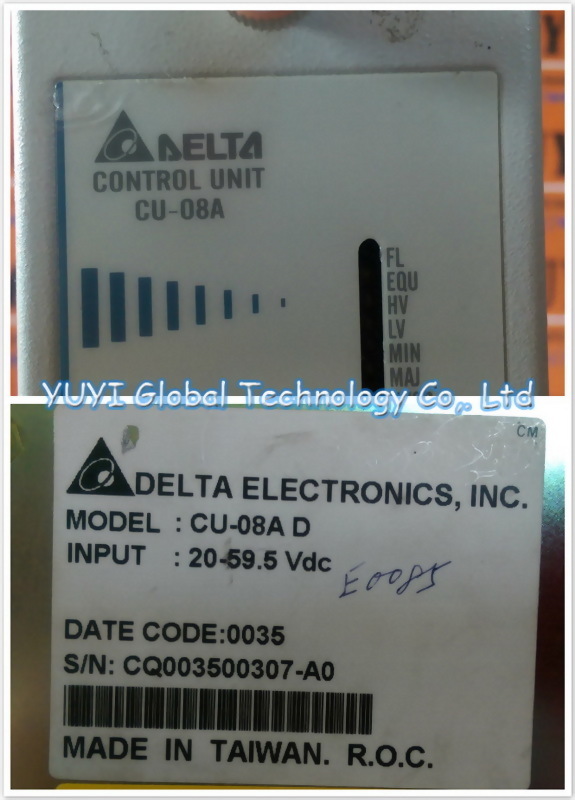 DELTA
CONTROL UNIT
CU-08A
FL
EQU
HV
LV
MIN
MAJ
YUYI Global Technology Co,. Ltd
CM
DELTA ELECTRONICS, INC.
MODEL : CU-08A D
INPUT : 20-59.5 Vdc
E0085
DATE CODE:0035
S/N: CQ003500307-A0
MADE IN TAIWAN. R.O.C.